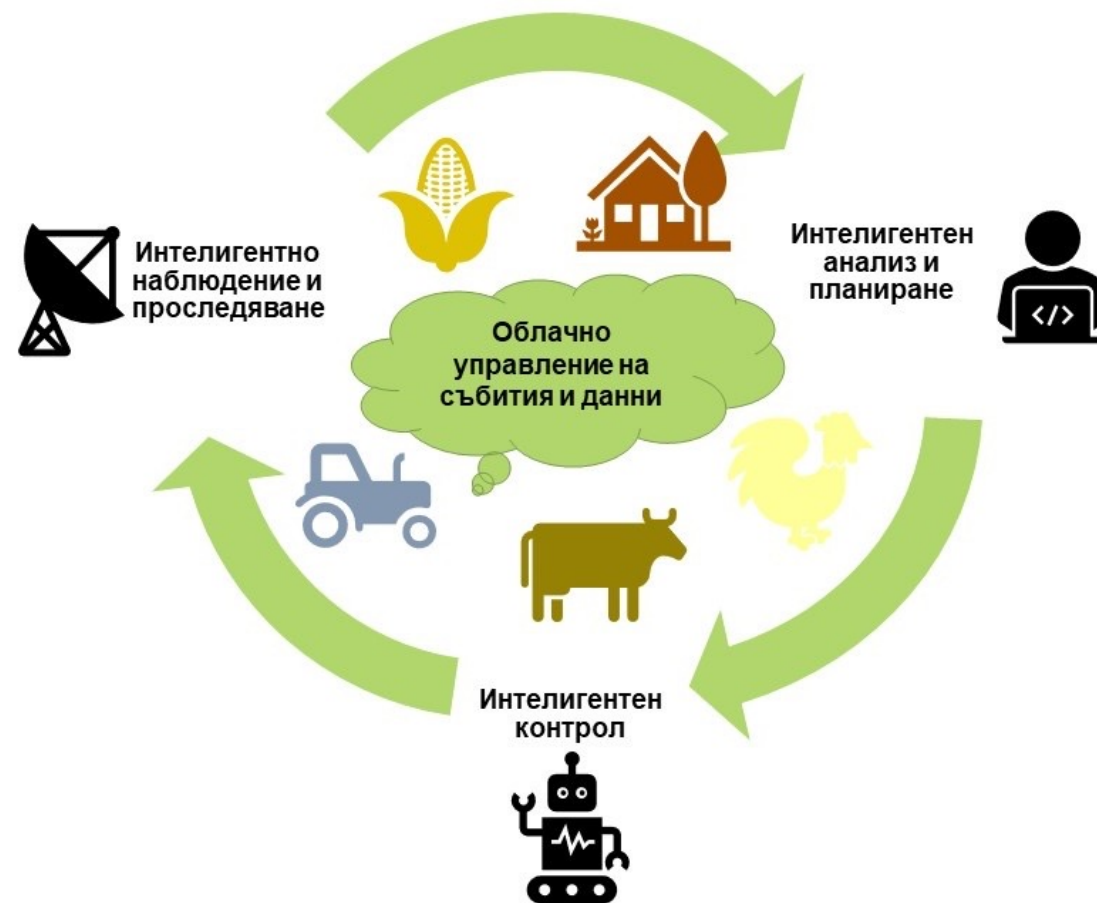 Интелигентно
наблюдение и
проследяване
Интелигентен
анализ и
планиране
</>
Облачно
управление на
събития и данни
Интелигентен
контрол